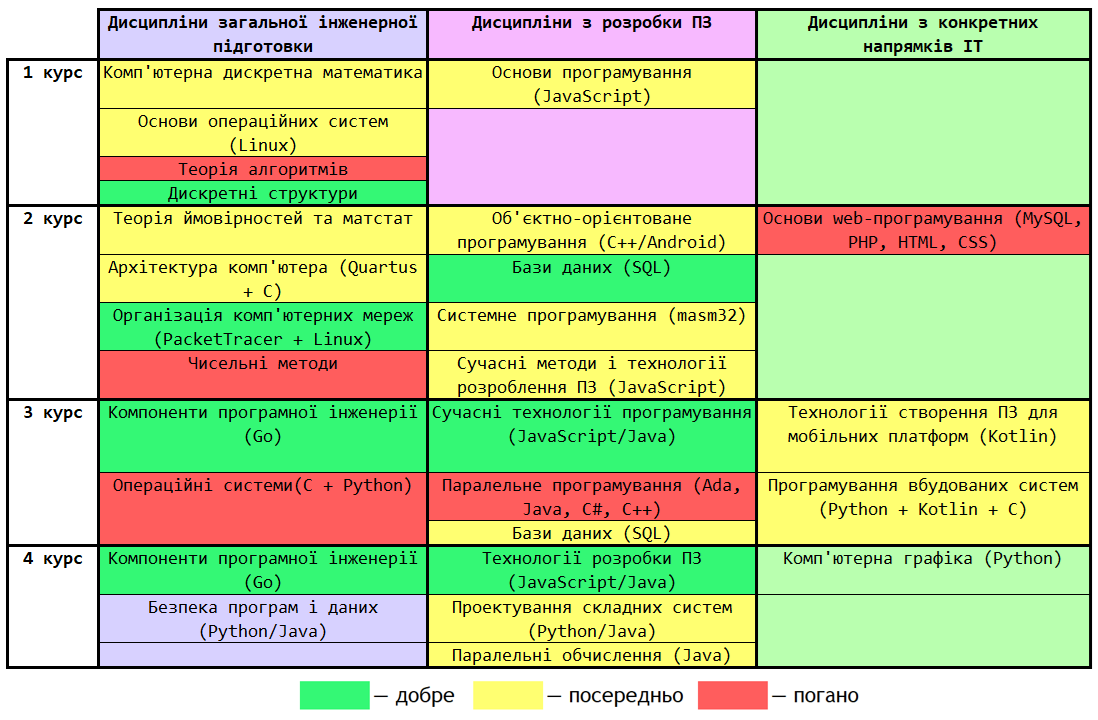 Дисципліни загальної інженерної
підготовки
Дисципліни з розробки ПЗ
Дисципліни з конкретних
напрямків ІТ
1 курс
Комп'ютерна дискретна математика
Основи програмування
(JavaScript)
Основи операційних систем
(Linux)
Теорія алгоритмів
Дискретні структури
2 курс
Теорія ймовірностей та матстат
Об'єктно-орієнтоване
програмування (C++/Android)
Основи web-програмування (MySQL,
PHP, HTML, CSS)
Архітектура комп'ютера (Quartus
+ C)
Бази даних (SQL)
Організація комп'ютерних мереж
(PacketTracer + Linux)
Системне програмування (masm32)
Чисельні методи
Сучасні методи і технології
розроблення ПЗ (JavaScript)
3 курс
Компоненти програмної інженерії
(Go)
Сучасні технології програмування
(JavaScript/Java)
Технології створення ПЗ для
мобільних платформ (Kotlin)
Операційні системи(C + Python)
Паралельне програмування (Ada,
Java, C#, C++)
Бази даних (SQL)
Програмування вбудованих систем
(Python + Kotlin + C)
4 курс
Компоненти програмної інженерії
(Go)
Технології розробки ПЗ
(JavaScript/Java)
Комп'ютерна графіка (Python)
Безпека програм і даних
(Python/Java)
Проектування складних систем
(Python/Java)
Паралельні обчислення (Java)
— добре
— посередньо
— погано